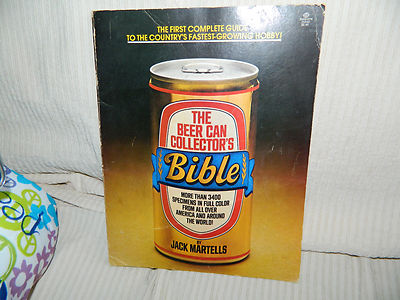 THE FIRST COMPLETE GUIDE
TO THE COUNTRY'S FASTEST-GROWING HOBBY!
THE
BEER CAN
COLLECTOR'S
Bible
MORE THAN 3400
SPECIMENS IN FULL COLOR
FROM ALL OVER
AMERICA AND AROUND
THE WORLD!
BY
JACK MARTELLS